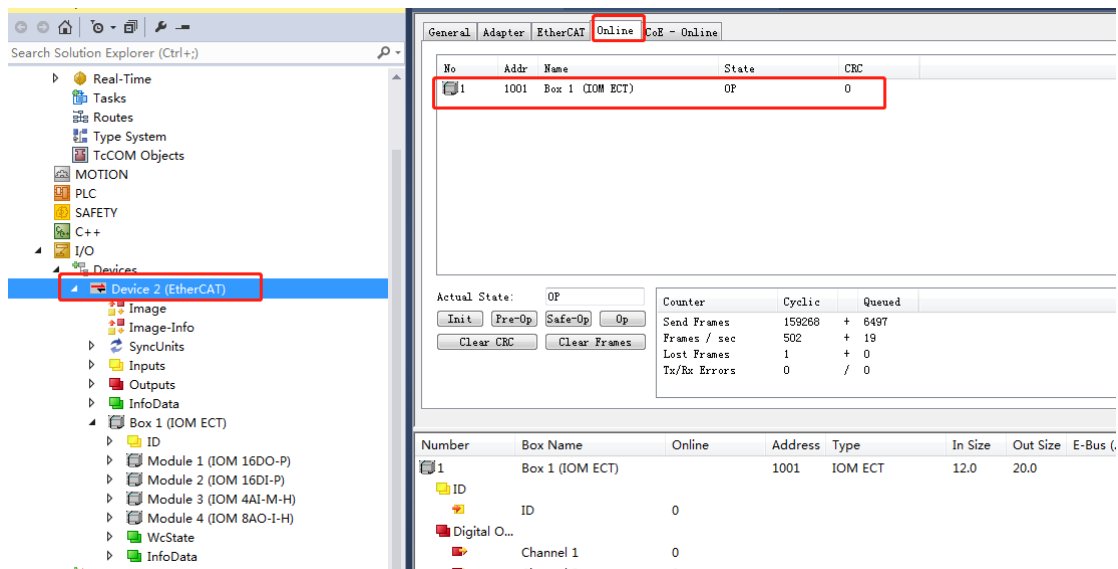 Search Solution Explorer (Ctrl+;)
Real-Time
Tasks
Routes
Type System
TcCOM Objects
MOTION
PLC
SAFETY
C++
I/O
Devices
Device 2 (EtherCAT)
Image
Image-Info
SyncUnits
Inputs
Outputs
InfoData
Box 1 (IOM ECT)
ID
Module 1 (IOM 16DO-P)
Module 2 (IOM 16DI-P)
Module 3 (IOM 4AI-M-H)
Module 4 (IOM 8AO-I-H)
WcState
InfoData
General Adapter EtherCAT Online CoE - Online
No Addr Name State CRC
1 1001 Box 1 (IOM ECT) OP 0
Actual State: OP
Init Pre-Op Safe-Op Op
Clear CRC Clear Frames
Counter Cyclic Queued
Send Frames 159268 + 6497
Frames / sec 502 + 19
Lost Frames 1 + 0
Tx/Rx Errors 0 / 0
Number Box Name Online Address Type In Size Out Size E-Bus (
1 Box 1 (IOM ECT) 1001 IOM ECT 12.0 20.0
ID
ID 0
Digital O...
Channel 1 0